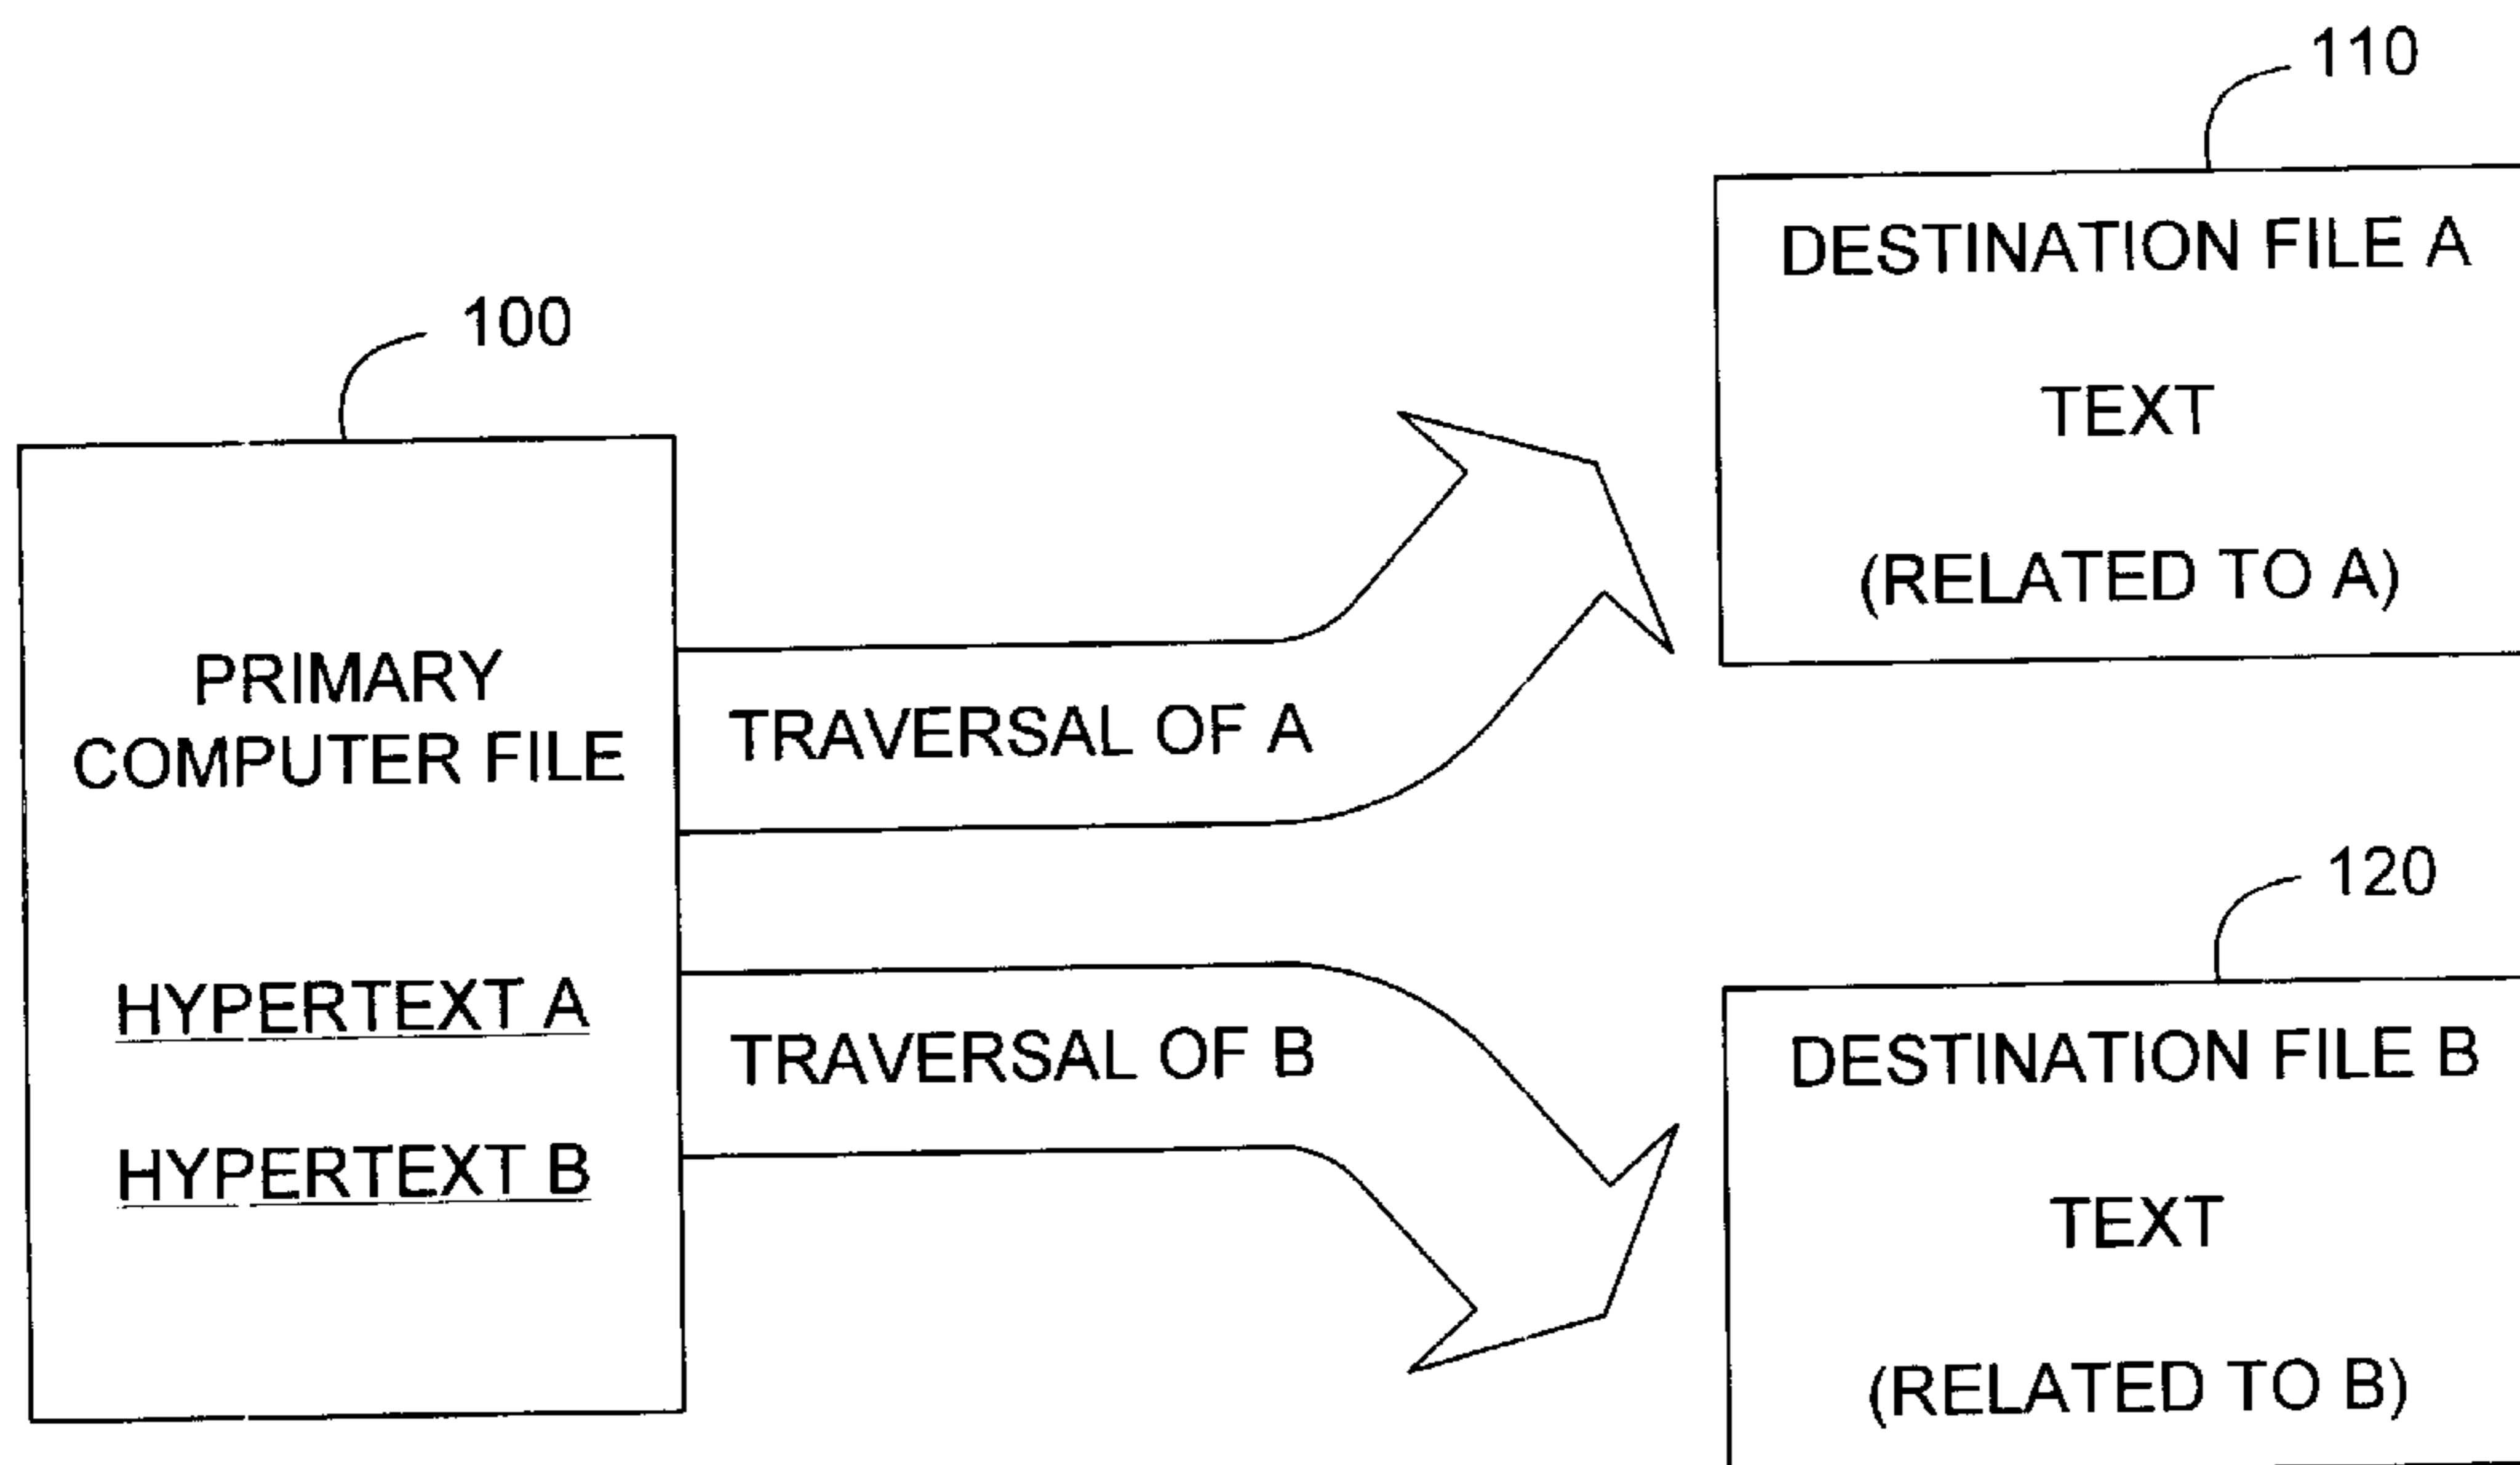 110
DESTINATION FILE A
TEXT
(RELATED TO A)
100
PRIMARY
COMPUTER FILE
HYPERTEXT A
HYPERTEXT B
TRAVERSAL OF A
TRAVERSAL OF B
120
DESTINATION FILE B
TEXT
(RELATED TO B)